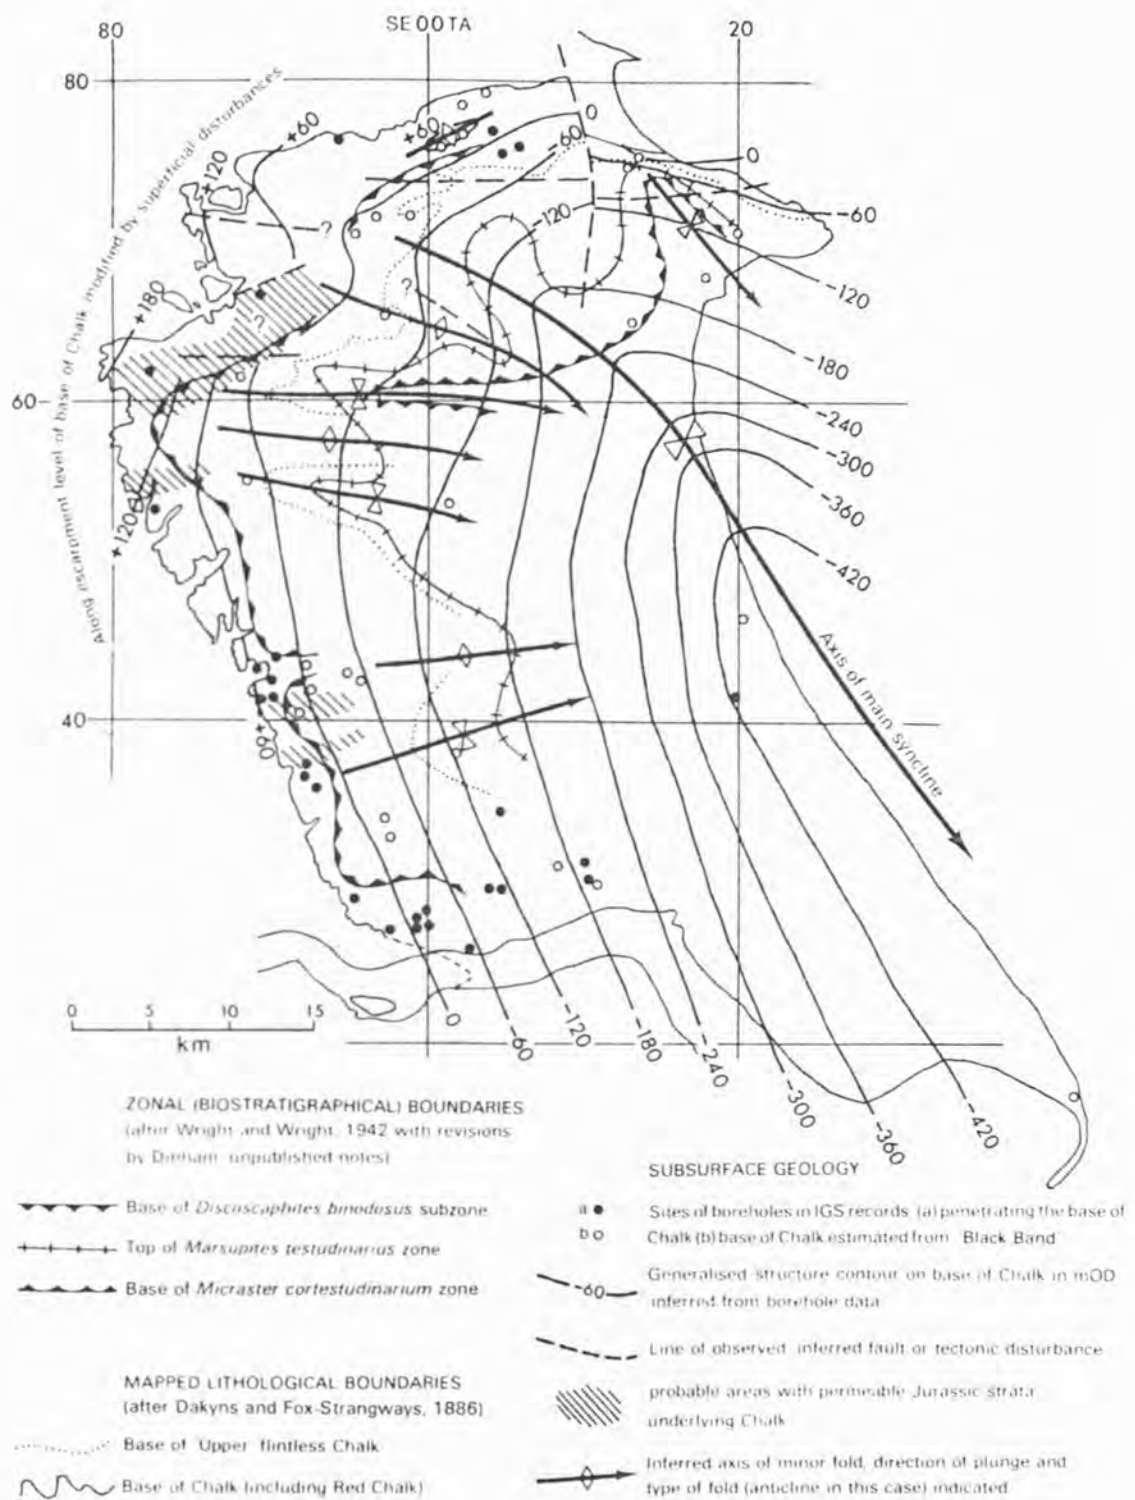 80
SE00TA
20
80
60
40
Along escarpment level of base of Chalk modified by superficial disturbances
+120
+60
+60
+180
+120
+60
?
?
?
0
-60
-120
0
-60
-120
-180
-240
-300
-360
-420
Axis of main syncline
0
-60
-120
-180
-240
-300
-360
-420
0 5 10 15
km
ZONAL (BIOSTRATIGRAPHICAL) BOUNDARIES
(after Wright and Wright, 1942 with revisions
by Dinham unpublished notes)
Base of Discoscaphites binodosus subzone
Top of Marsupites testudinarius zone
Base of Micraster cortestudinarium zone
MAPPED LITHOLOGICAL BOUNDARIES
(after Dakyns and Fox-Strangways, 1886)
Base of Upper flintless Chalk
Base of Chalk (including Red Chalk)
SUBSURFACE GEOLOGY
a Sites of boreholes in IGS records (a) penetrating the base of
b Chalk (b) base of Chalk estimated from Black Band
-60 Generalised structure contour on base of Chalk in mOD
inferred from borehole data
Line of observed inferred fault or tectonic disturbance
probable areas with permeable Jurassic strata
underlying Chalk
Inferred axis of minor fold, direction of plunge and
type of fold (anticline in this case) indicated